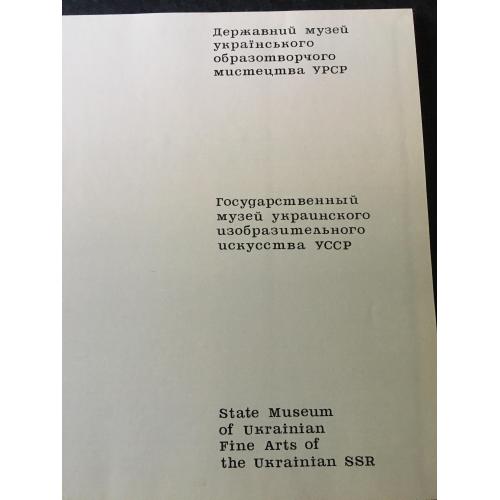 Державний музей
українського
образотворчого
мистецтва УРСР
Государственный
музей украинского
изобразительного
искусства УССР
State Museum
of Ukrainian
Fine Arts of
the Ukrainian SSR